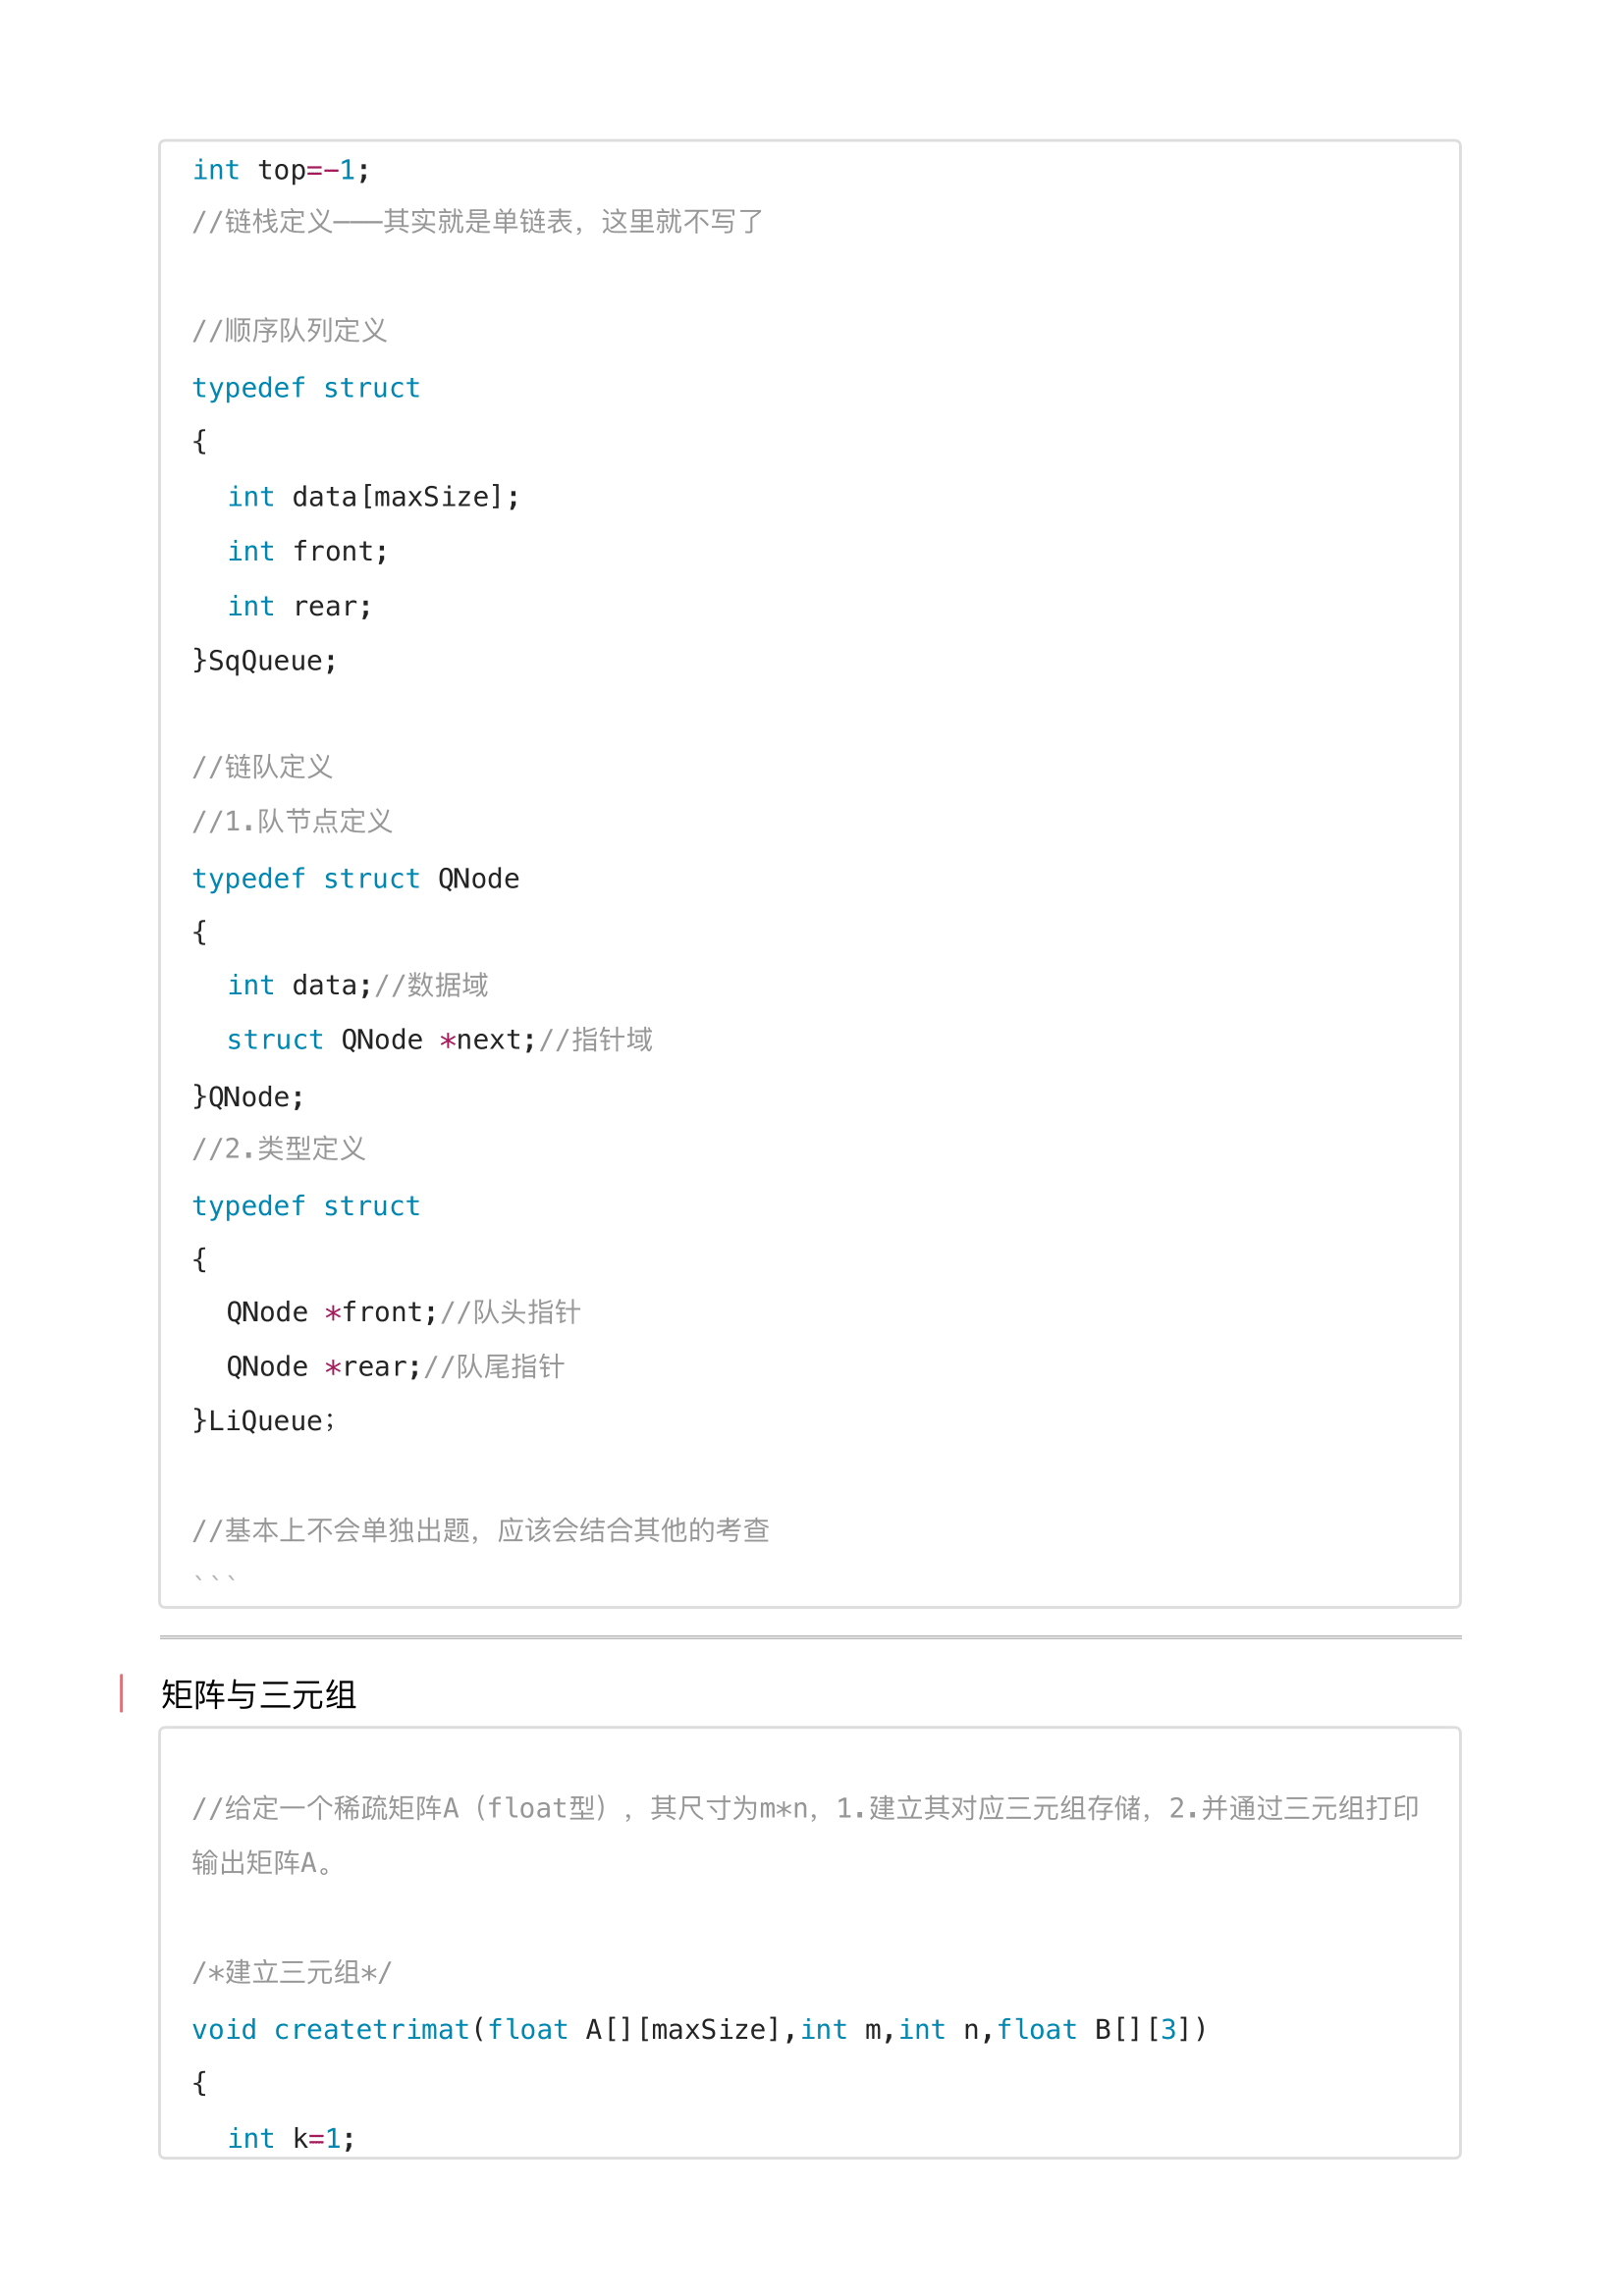 int top=-1;
//链栈定义———其实就是单链表，这里就不写了
//顺序队列定义
typedef struct
{
  int data[maxSize];
  int front;
  int rear;
}SqQueue;
//链队定义
//1.队节点定义
typedef struct QNode
{
  int data;//数据域
  struct QNode *next;//指针域
}QNode;
//2.类型定义
typedef struct
{
  QNode *front;//队头指针
  QNode *rear;//队尾指针
}LiQueue；
//基本上不会单独出题，应该会结合其他的考查
```
矩阵与三元组
//给定一个稀疏矩阵A（float型），其尺寸为m*n，1.建立其对应三元组存储，2.并通过三元组打印
输出矩阵A。
/*建立三元组*/
void createtrimat(float A[][maxSize],int m,int n,float B[][3])
{
  int k=1;